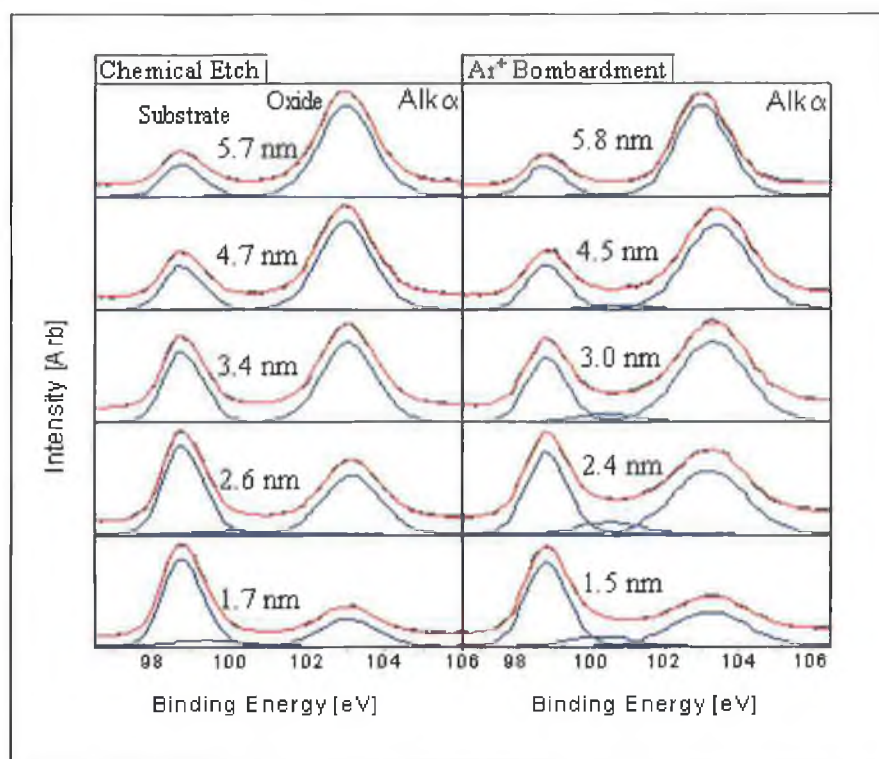 Chemical Etch
Ar+ Bombardment
Substrate
Oxide
Alk α
5.7 nm
Alk α
5.8 nm
4.7 nm
4.5 nm
3.4 nm
3.0 nm
2.6 nm
2.4 nm
1.7 nm
1.5 nm
Intensity [Arb]
98 100 102 104 106 98 100 102 104 106
Binding Energy [eV]
Binding Energy [eV]